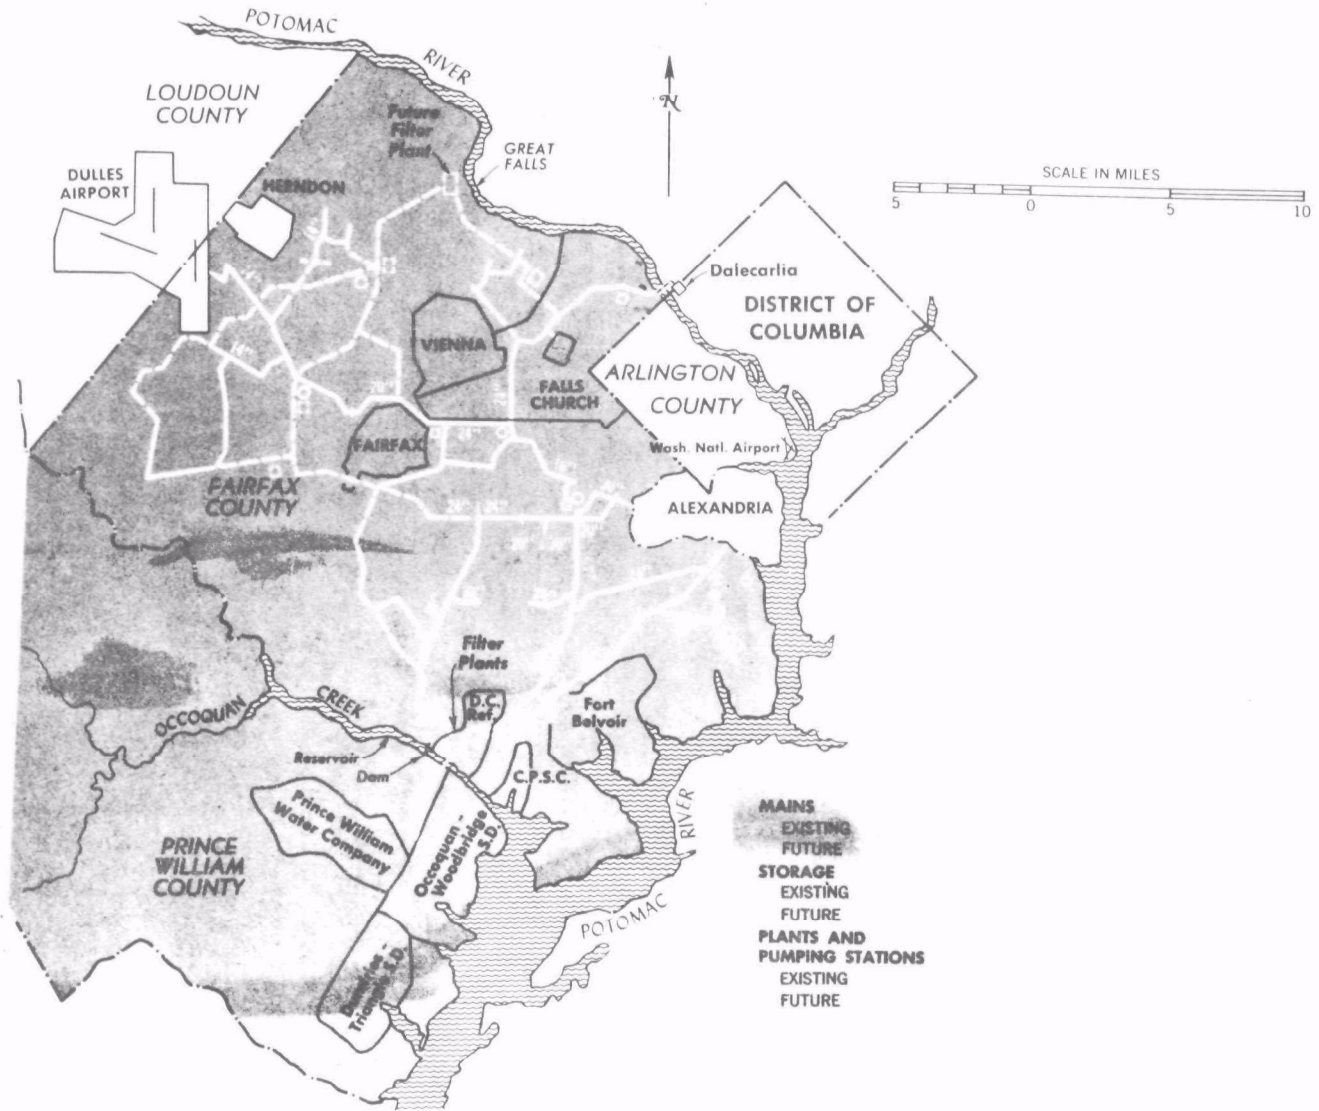 POTOMAC
RIVER
LOUDOUN
COUNTY
N
Future
Filter
Plant
GREAT
FALLS
SCALE IN MILES
5 0 5 10
DULLES
AIRPORT
HERNDON
Dalecarlia
DISTRICT OF
COLUMBIA
VIENNA
FALLS
CHURCH
ARLINGTON
COUNTY
FAIRFAX
Wash. Natl. Airport
FAIRFAX
COUNTY
ALEXANDRIA
Filter
Plants
OCCOQUAN
CREEK
D.C.
Ref.
Fort
Belvoir
Reservoir
Dam
C.P.S.C.
Prince William
Water Company
Occoquan -
Woodbridge
S.D.
PRINCE
WILLIAM
COUNTY
Dumfries -
Triangle S.D.
POTOMAC
RIVER
MAINS
EXISTING
FUTURE
STORAGE
EXISTING
FUTURE
PLANTS AND
PUMPING STATIONS
EXISTING
FUTURE